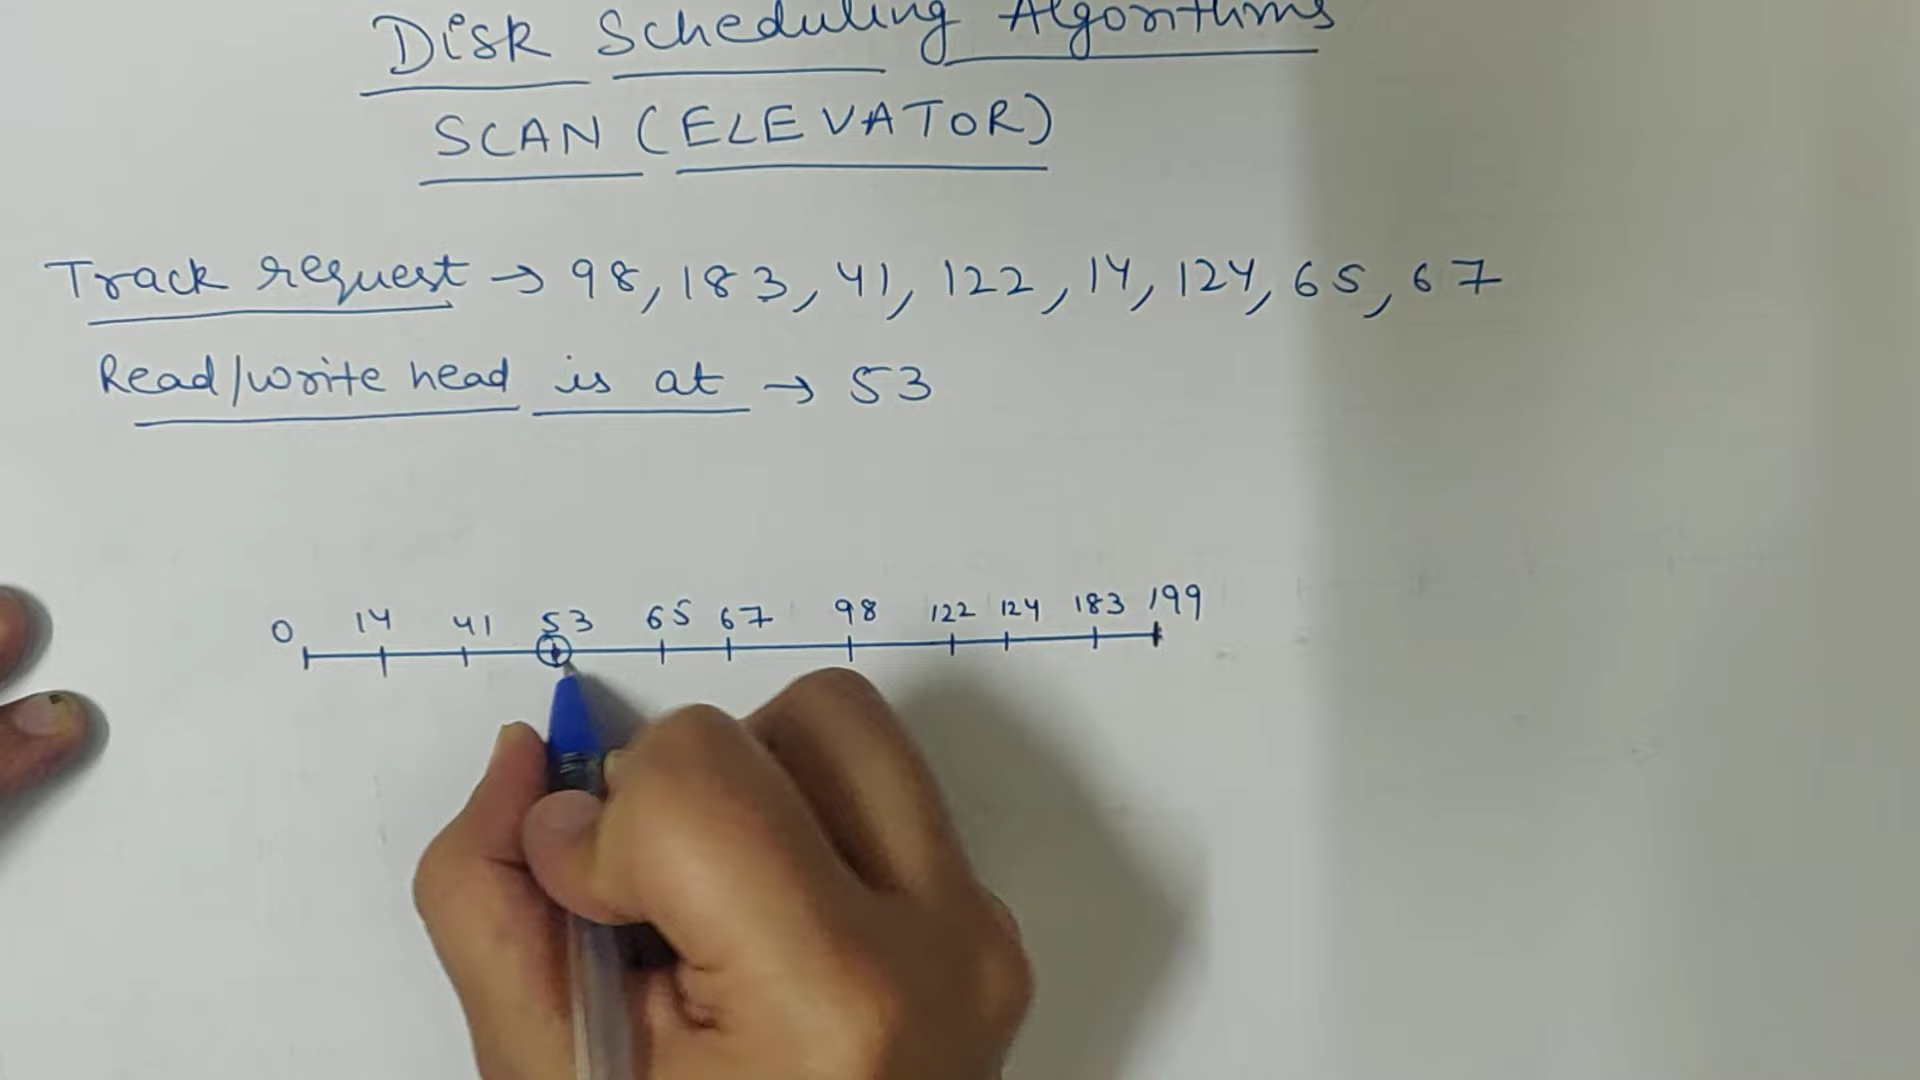 Disk Scheduling Algorithms
SCAN (ELEVATOR)
Track request → 98, 183, 41, 122, 14, 124, 65, 67
Read/write head is at → 53
0 14 41 53 65 67 98 122 124 183 199